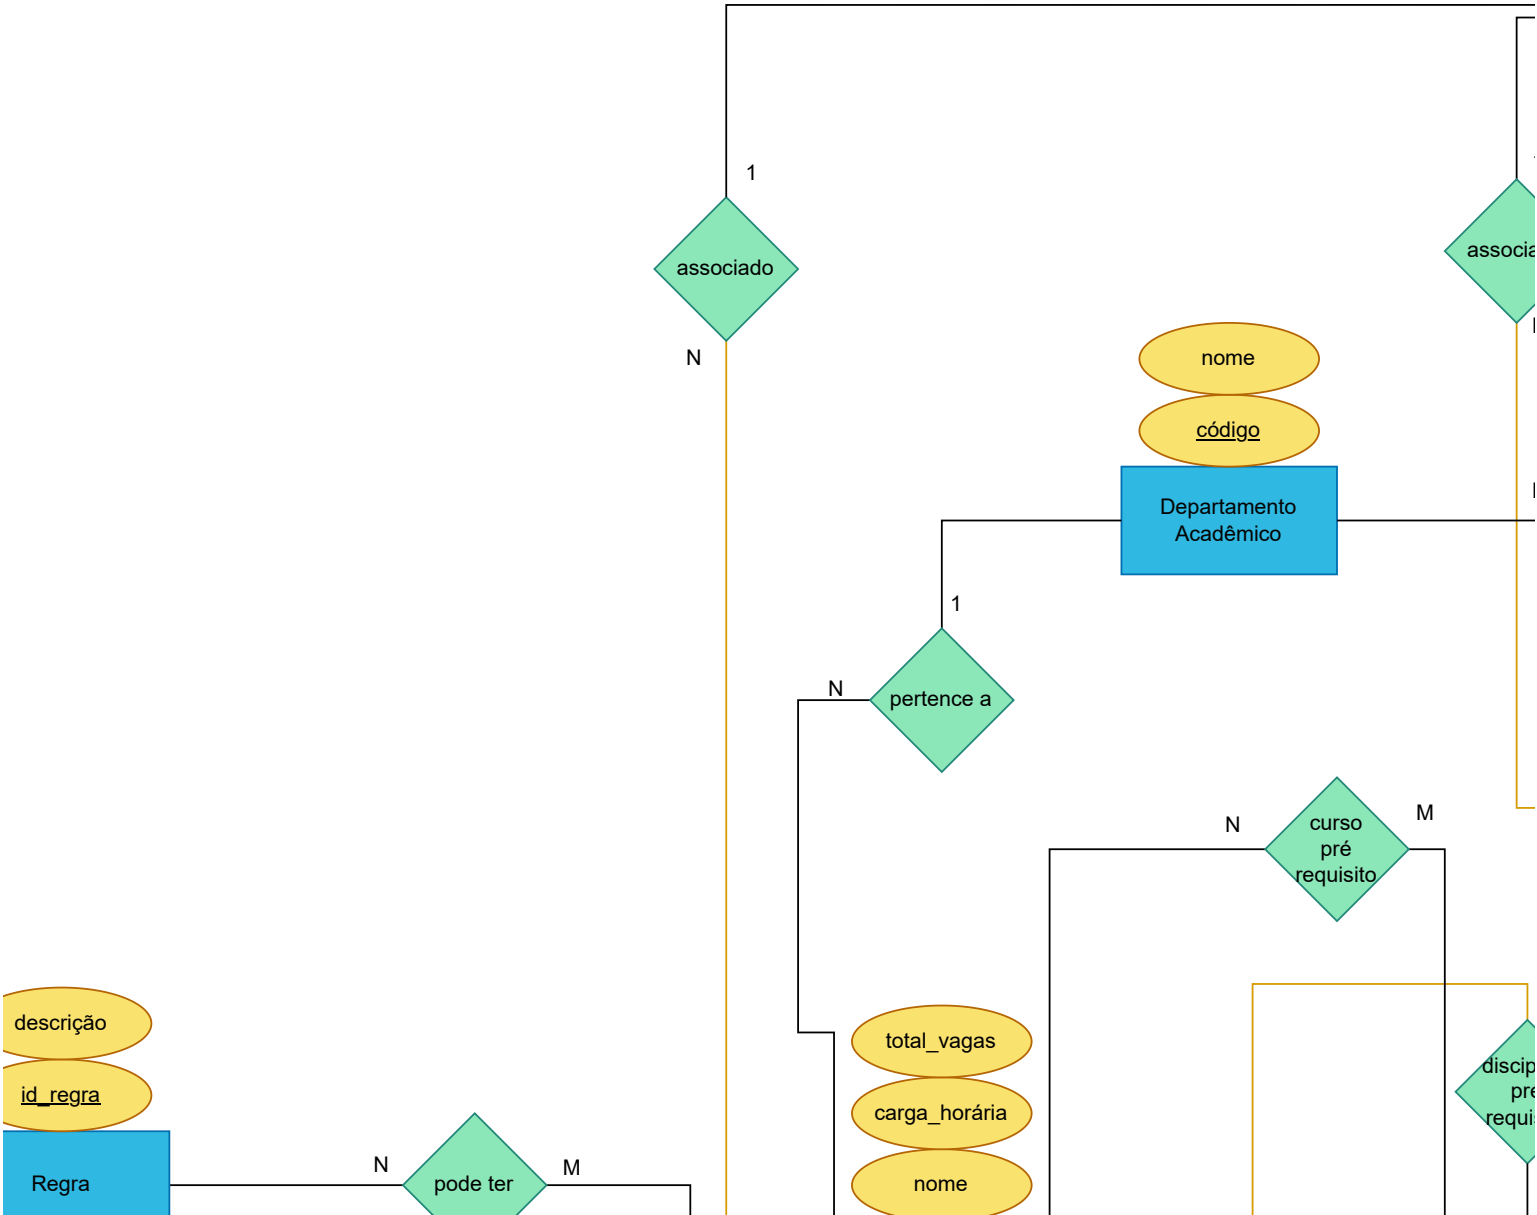 1
associado
N
nome
código
Departamento
Acadêmico
1
N
pertence a
N
curso
pré
requisito
M
descrição
id_regra
Regra
N
pode ter
M
total_vagas
carga_horária
nome